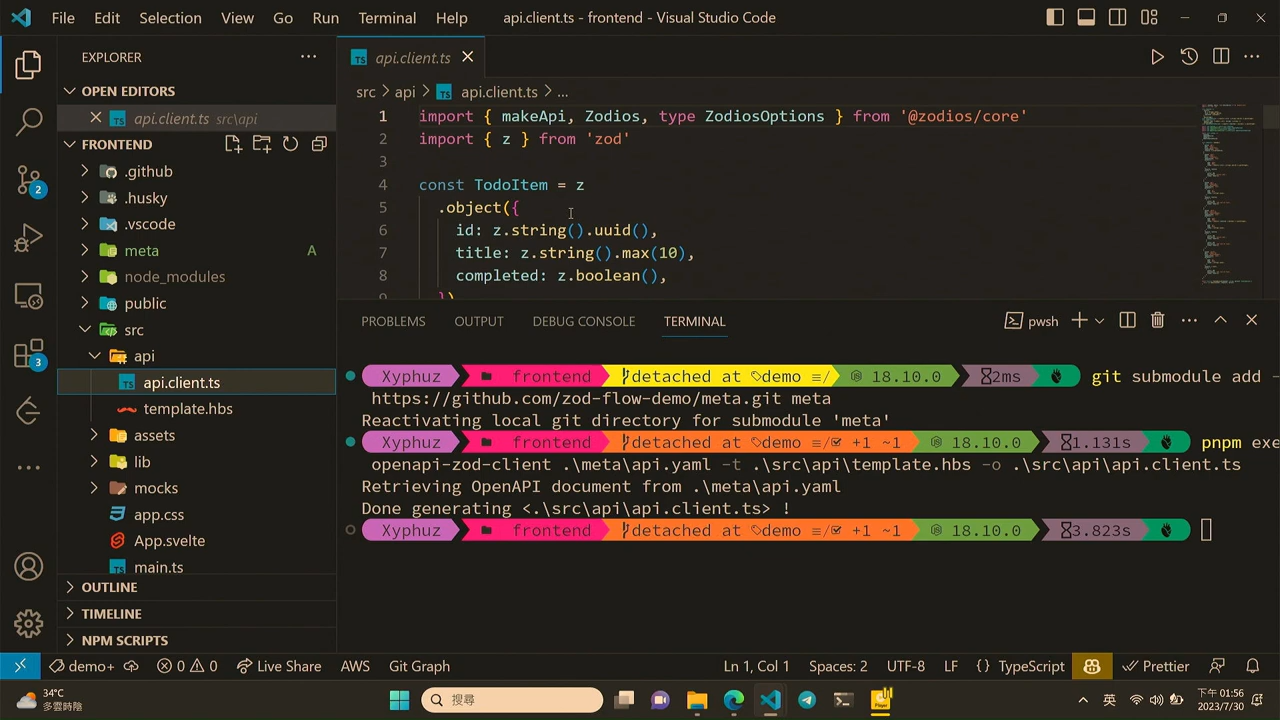 File Edit Selection View Go Run Terminal Help api.client.ts - frontend - Visual Studio Code
EXPLORER
OPEN EDITORS
api.client.ts src\api
FRONTEND
.github
.husky
.vscode
meta A
node_modules
public
src
api
api.client.ts
template.hbs
assets
lib
mocks
app.css
App.svelte
main.ts
OUTLINE
TIMELINE
NPM SCRIPTS
2
3
api.client.ts
src > api > api.client.ts > ...
1 import { makeApi, Zodios, type ZodiosOptions } from '@zodios/core'
2 import { z } from 'zod'
3
4 const TodoItem = z
5 .object({
6 id: z.string().uuid(),
7 title: z.string().max(10),
8 completed: z.boolean(),
9 })
PROBLEMS OUTPUT DEBUG CONSOLE TERMINAL pwsh
Xyphuz frontend detached at demo ≡/ 18.10.0 2ms git submodule add -
https://github.com/zod-flow-demo/meta.git meta
Reactivating local git directory for submodule 'meta'
Xyphuz frontend detached at demo ≡/ +1 ~1 18.10.0 1.131s pnpm exe
openapi-zod-client .\meta\api.yaml -t .\src\api\template.hbs -o .\src\api\api.client.ts
Retrieving OpenAPI document from .\meta\api.yaml
Done generating <.\src\api\api.client.ts> !
Xyphuz frontend detached at demo ≡/ +1 ~1 18.10.0 3.823s
demo+ 0 0 Live Share AWS Git Graph Ln 1, Col 1 Spaces: 2 UTF-8 LF {} TypeScript Prettier
34°C
多雲時陰
搜尋
英
下午 01:56
2023/7/30